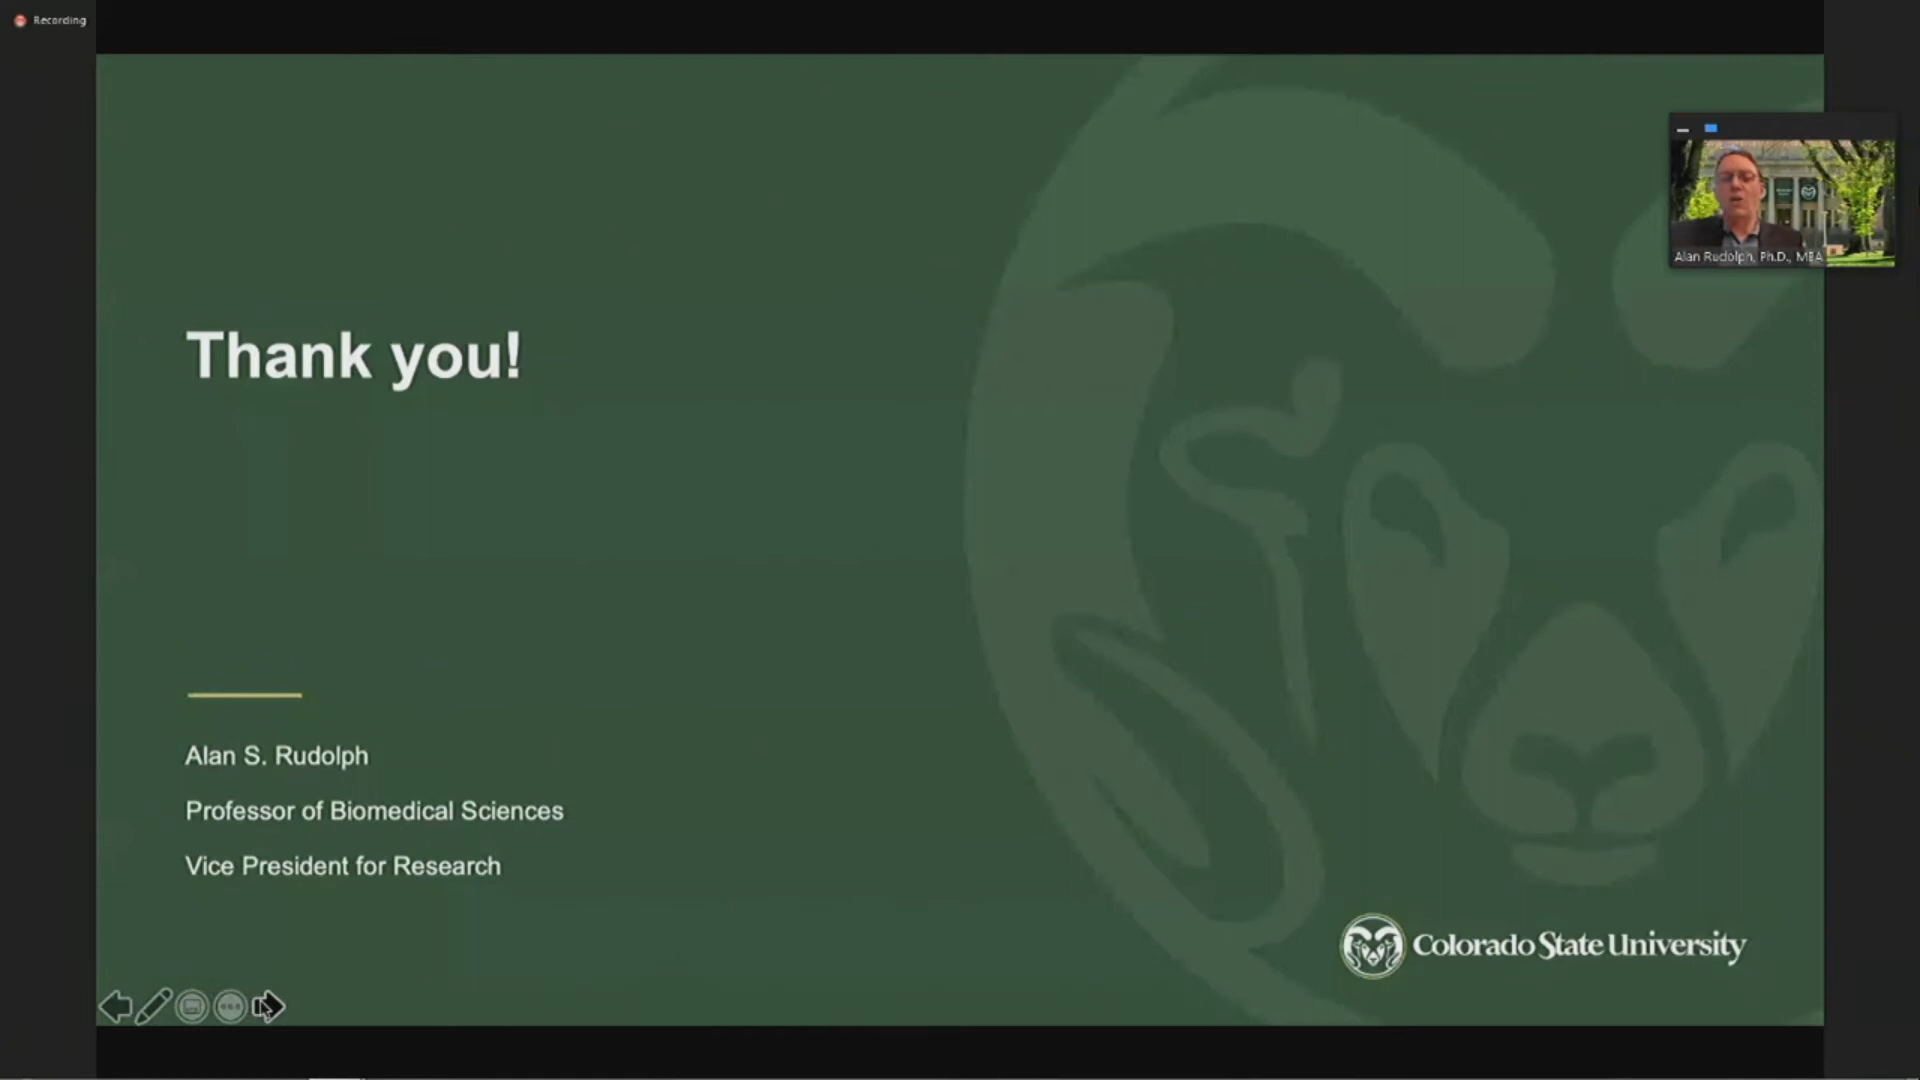 Recording
Thank you!
Alan Rudolph, Ph.D., MBA
Alan S. Rudolph
Professor of Biomedical Sciences
Vice President for Research
Colorado State University